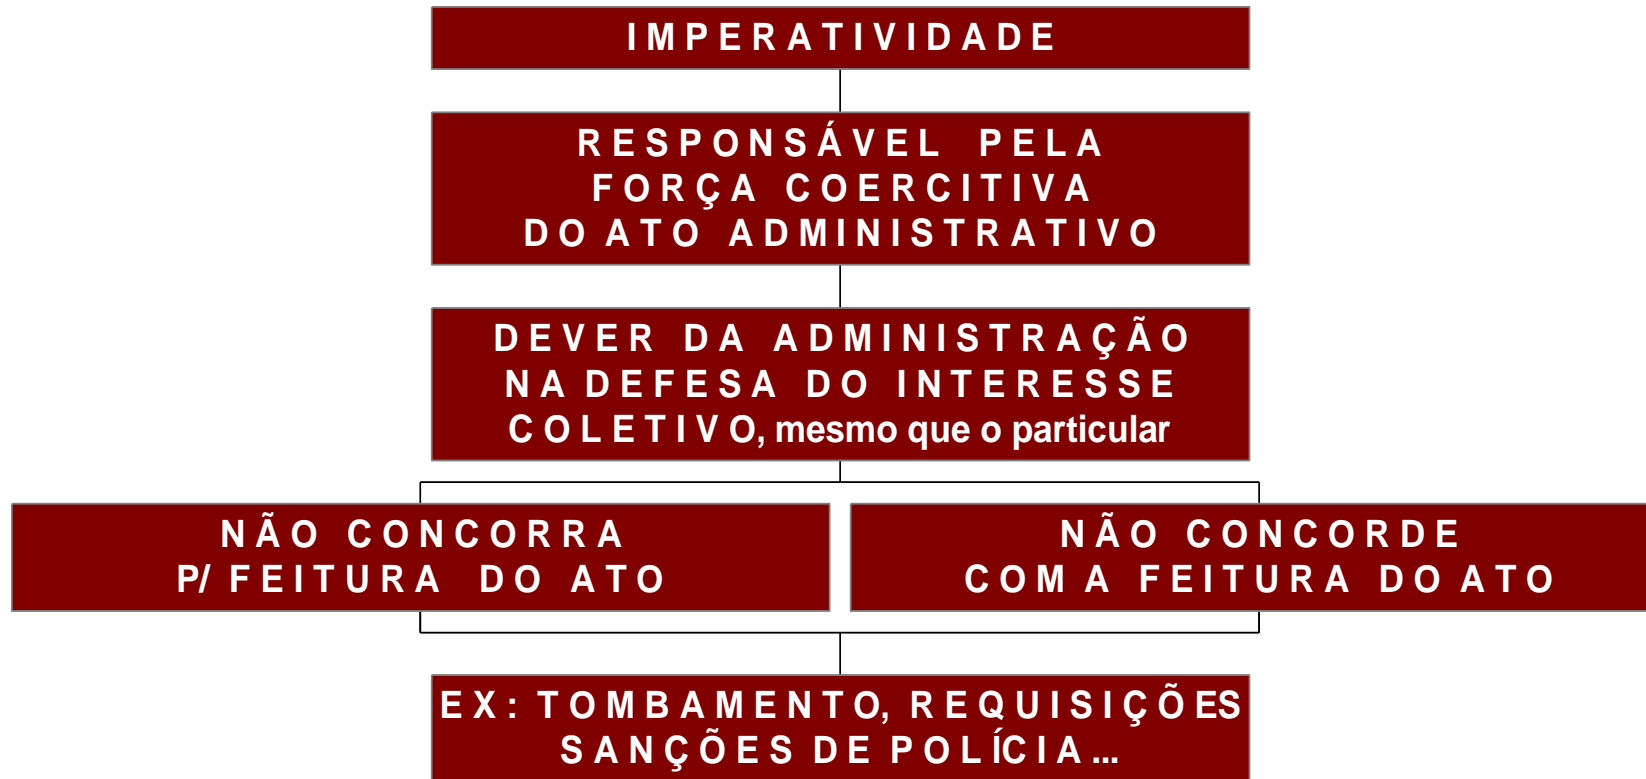 IMPERATIVIDADE
RESPONSÁVEL PELA
FORÇA COERCITIVA
DO ATO ADMINISTRATIVO
DEVER DA ADMINISTRAÇÃO
NA DEFESA DO INTERESSE
COLETIVO, mesmo que o particular
NÃO CONCORRA
P/ FEITURA DO ATO
NÃO CONCORDE
COM A FEITURA DO ATO
EX: TOMBAMENTO, REQUISIÇÕES
SANÇÕES DE POLÍCIA...